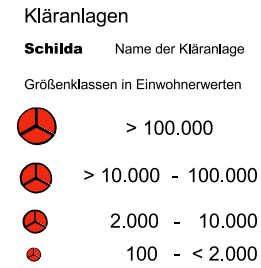 Kläranlagen
Schilda Name der Kläranlage
Größenklassen in Einwohnerwerten
> 100.000
> 10.000 - 100.000
2.000 - 10.000
100 - < 2.000